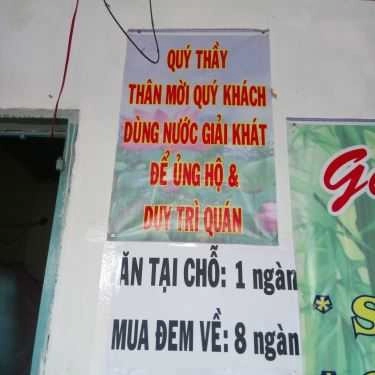 QUÝ THẦY
THÂN MỜI QUÝ KHÁCH
DÙNG NƯỚC GIẢI KHÁT
ĐỂ ỦNG HỘ &
DUY TRÌ QUÁN
ĂN TẠI CHỖ: 1 ngàn
MUA ĐEM VỀ: 8 ngàn